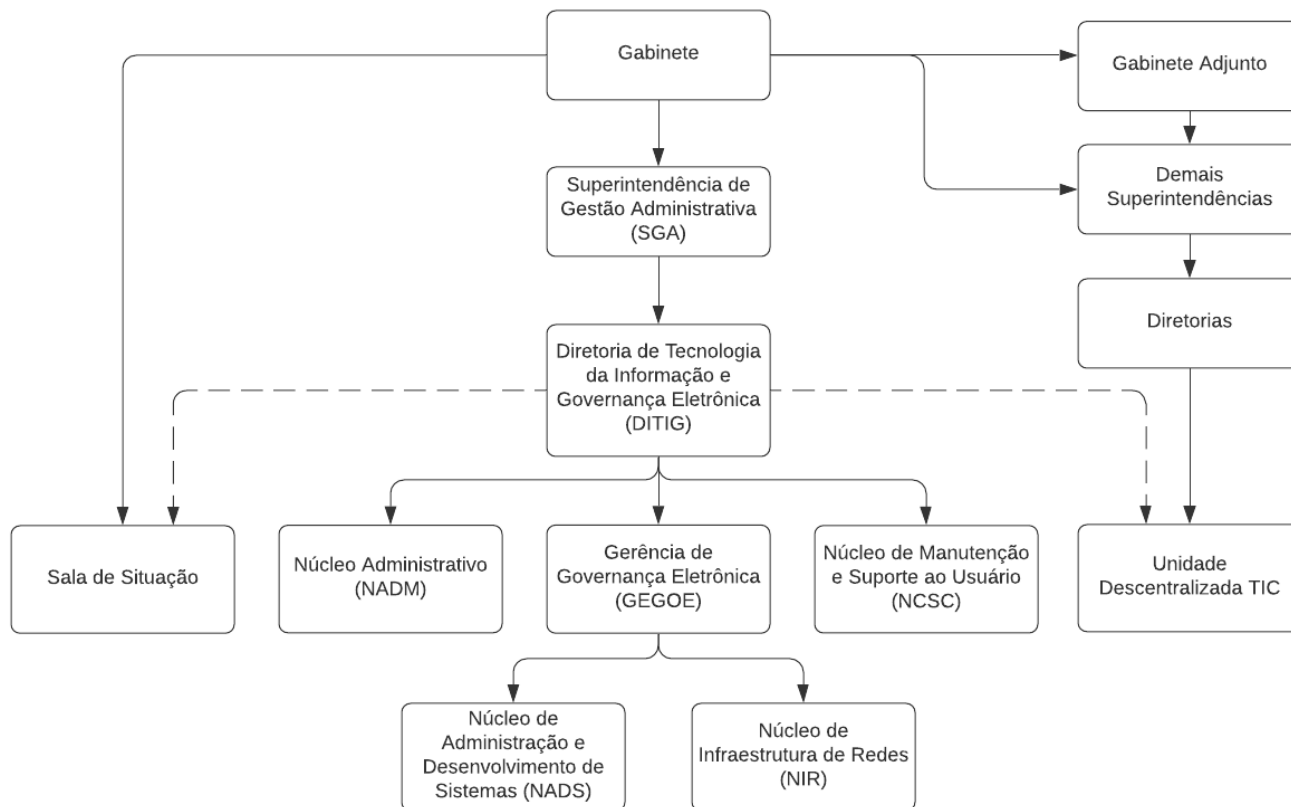 Gabinete
Gabinete Adjunto
Superintendência de
Gestão Administrativa
(SGA)
Demais
Superintendências
Diretoria de Tecnologia
da Informação e
Governança Eletrônica
(DITIG)
Diretorias
Sala de Situação
Núcleo Administrativo
(NADM)
Gerência de
Governança Eletrônica
(GEGOE)
Núcleo de Manutenção
e Suporte ao Usuário
(NCSC)
Unidade
Descentralizada TIC
Núcleo de
Administração e
Desenvolvimento de
Sistemas (NADS)
Núcleo de
Infraestrutura de Redes
(NIR)